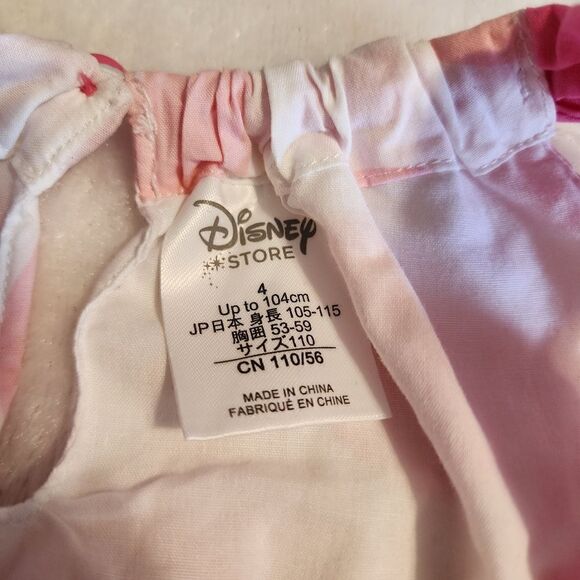 Disney
STORE
4
Up to 104cm
JP日本 身長 105-115
胸囲 53-59
サイズ110
CN 110/56
MADE IN CHINA
FABRIQUÉ EN CHINE